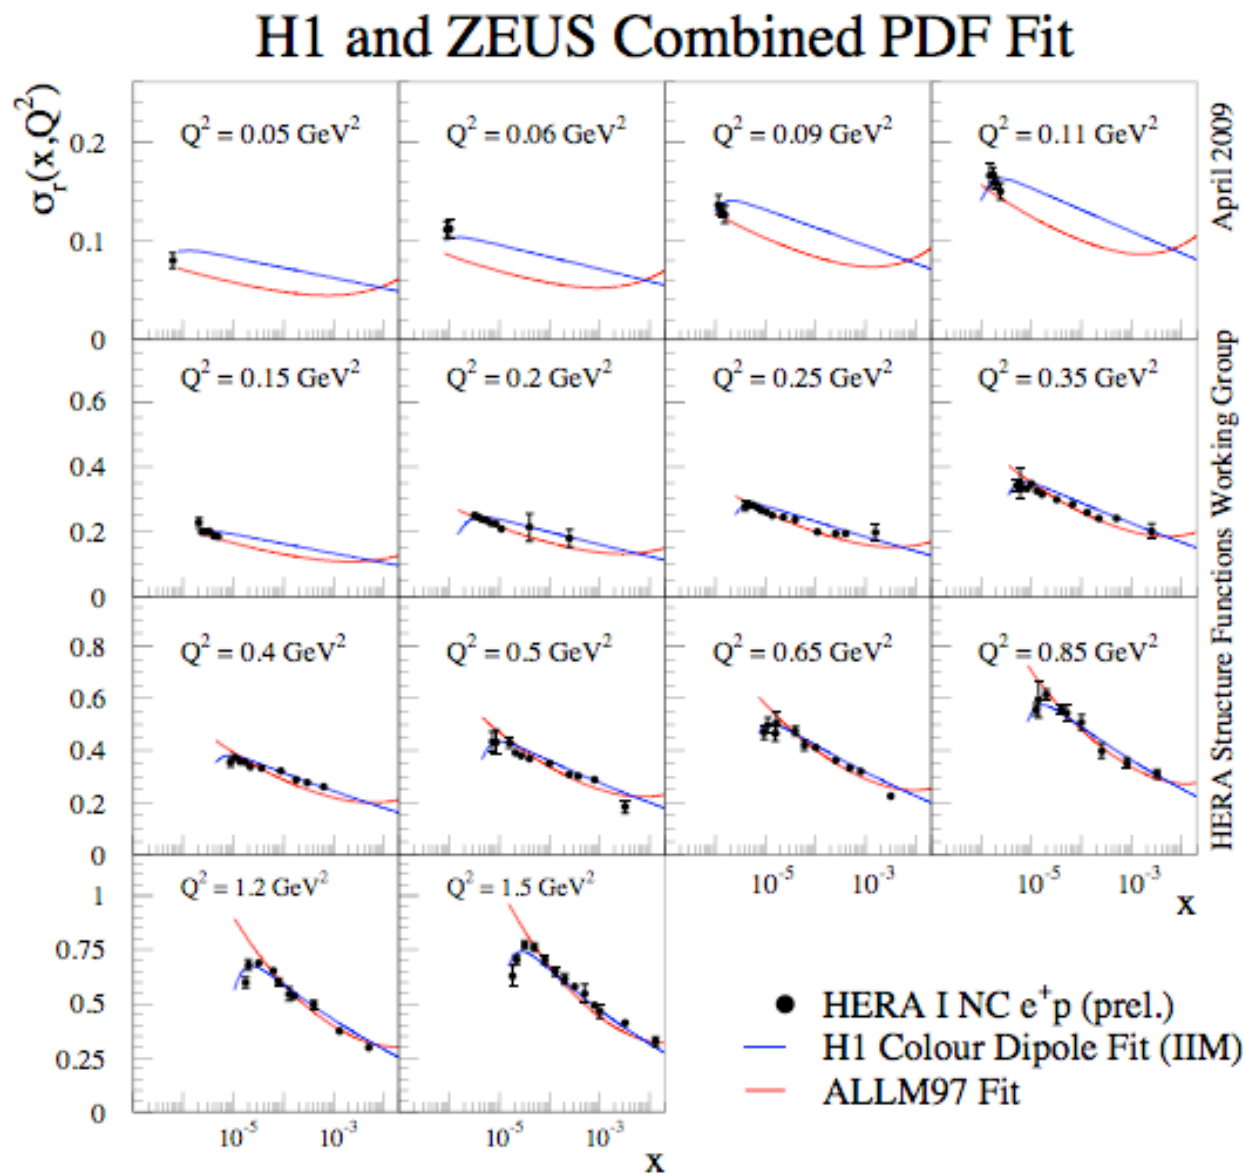 H1 and ZEUS Combined PDF Fit
σr(x,Q²)
April 2009
HERA Structure Functions Working Group
Q² = 0.05 GeV²
Q² = 0.06 GeV²
Q² = 0.09 GeV²
Q² = 0.11 GeV²
0.2
0.1
0
Q² = 0.15 GeV²
Q² = 0.2 GeV²
Q² = 0.25 GeV²
Q² = 0.35 GeV²
0.6
0.4
0.2
0
Q² = 0.4 GeV²
Q² = 0.5 GeV²
Q² = 0.65 GeV²
Q² = 0.85 GeV²
0.8
0.6
0.4
0.2
0
10⁻⁵ 10⁻³
10⁻⁵ 10⁻³
x
Q² = 1.2 GeV²
Q² = 1.5 GeV²
1
0.75
0.5
0.25
0
10⁻⁵ 10⁻³
10⁻⁵ 10⁻³
x
HERA I NC e⁺p (prel.)
H1 Colour Dipole Fit (IIM)
ALLM97 Fit